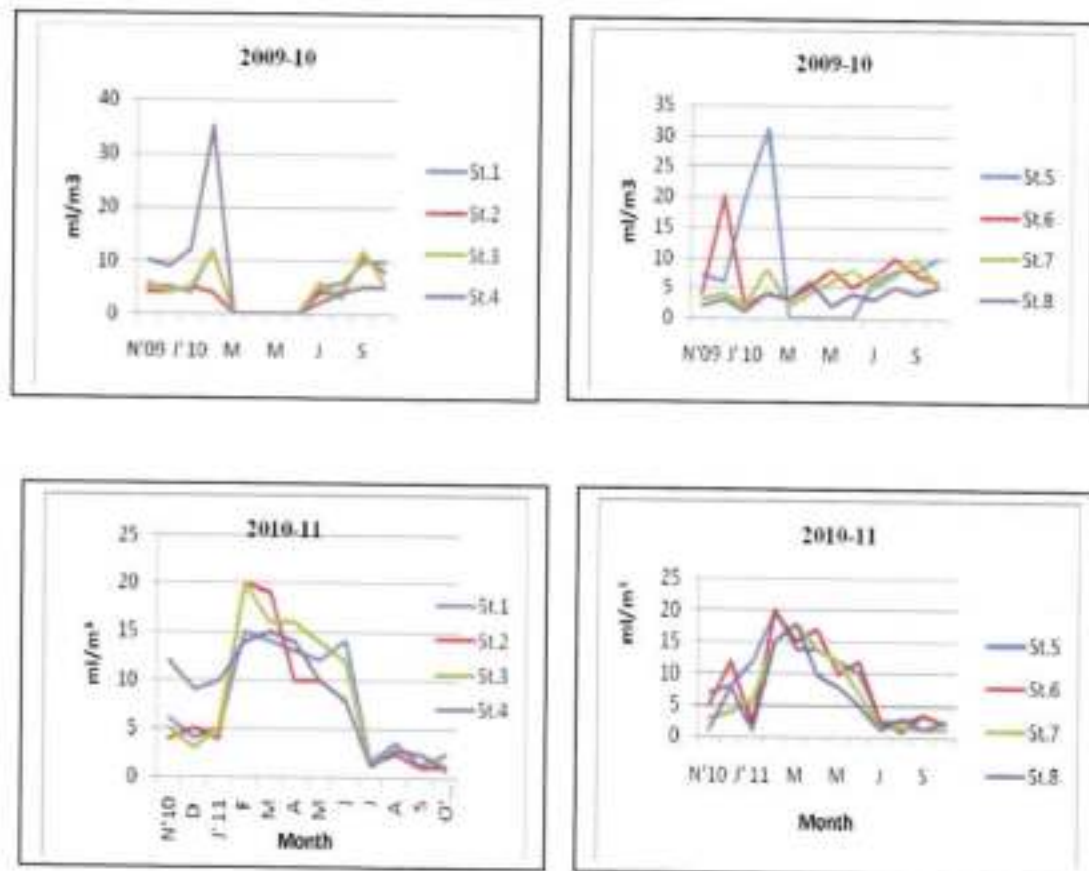 2009-10
40
30
20
10
0
ml/m3
N'09 J'10 M M J S
St.1
St.2
St.3
St.4
2009-10
35
30
25
20
15
10
5
0
ml/m3
N'09 J'10 M M J S
St.5
St.6
St.7
St.8
2010-11
25
20
15
10
5
0
ml/m³
N'10 D J'11 F M A M J J A S O'
Month
St.1
St.2
St.3
St.4
2010-11
25
20
15
10
5
0
ml/m³
N'10 J'11 M M J S
Month
St.5
St.6
St.7
St.8